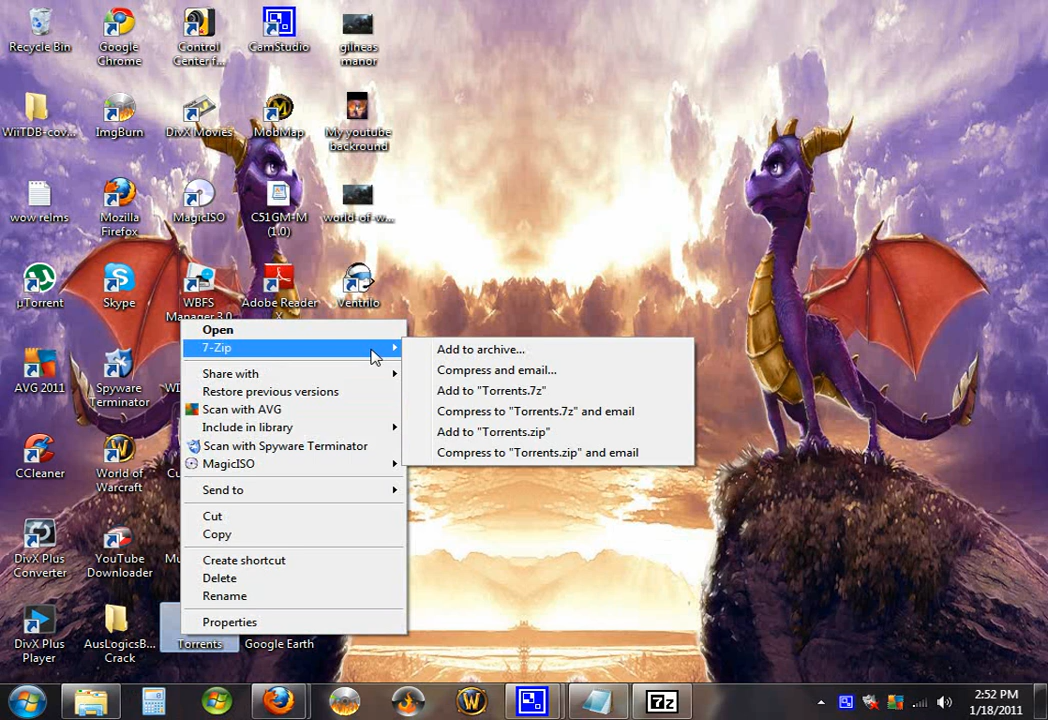 Recycle Bin
Google
Chrome
Control
Center f...
CamStudio
gilneas
manor
WiiTDB-cov...
ImgBurn
DivX Movies
MobMap
My youtube
backround
wow relms
Mozilla
Firefox
MagicISO
C51GM-M
(1.0)
world-of-w...
µTorrent
Skype
WBFS
Manager 3.0
Adobe Reader
X
Ventrilo
AVG 2011
Spyware
Terminator
CCleaner
World of
Warcraft
DivX Plus
Converter
YouTube
Downloader
DivX Plus
Player
AusLogicsB...
Crack
Torrents
Google Earth
Open
7-Zip
Share with
Restore previous versions
Scan with AVG
Include in library
Scan with Spyware Terminator
MagicISO
Send to
Cut
Copy
Create shortcut
Delete
Rename
Properties
Add to archive...
Compress and email...
Add to "Torrents.7z"
Compress to "Torrents.7z" and email
Add to "Torrents.zip"
Compress to "Torrents.zip" and email
7z
2:52 PM
1/18/2011